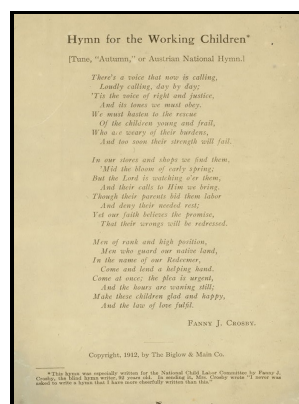 Hymn for the Working Children*
[Tune, "Autumn," or Austrian National Hymn.]
There's a voice that now is calling,
Loudly calling, day by day;
'Tis the voice of right and justice,
And its tones we must obey.
We must hasten to the rescue
Of the children young and frail,
Who are weary of their burdens,
And too soon their strength will fail.
In our stores and shops we find them,
'Mid the bloom of early spring;
But the Lord is watching o'er them,
And their calls to Him we bring.
Though their parents bid them labor
And deny their needed rest;
Yet our faith believes the promise,
That their wrongs will be redressed.
Men of rank and high position,
Men who guard our native land,
In the name of our Redeemer,
Come and lend a helping hand.
Come at once; the plea is urgent,
And the hours are waning still;
Make these children glad and happy,
And the law of love fulfil.
FANNY J. CROSBY.
Copyright, 1912, by The Biglow & Main Co.
*This hymn was especially written for the National Child Labor Committee by Fanny J.
Crosby, the blind hymn writer, 92 years old. In sending it, Mrs. Crosby wrote "I never was
asked to write a hymn that I have more cheerfully written than this."